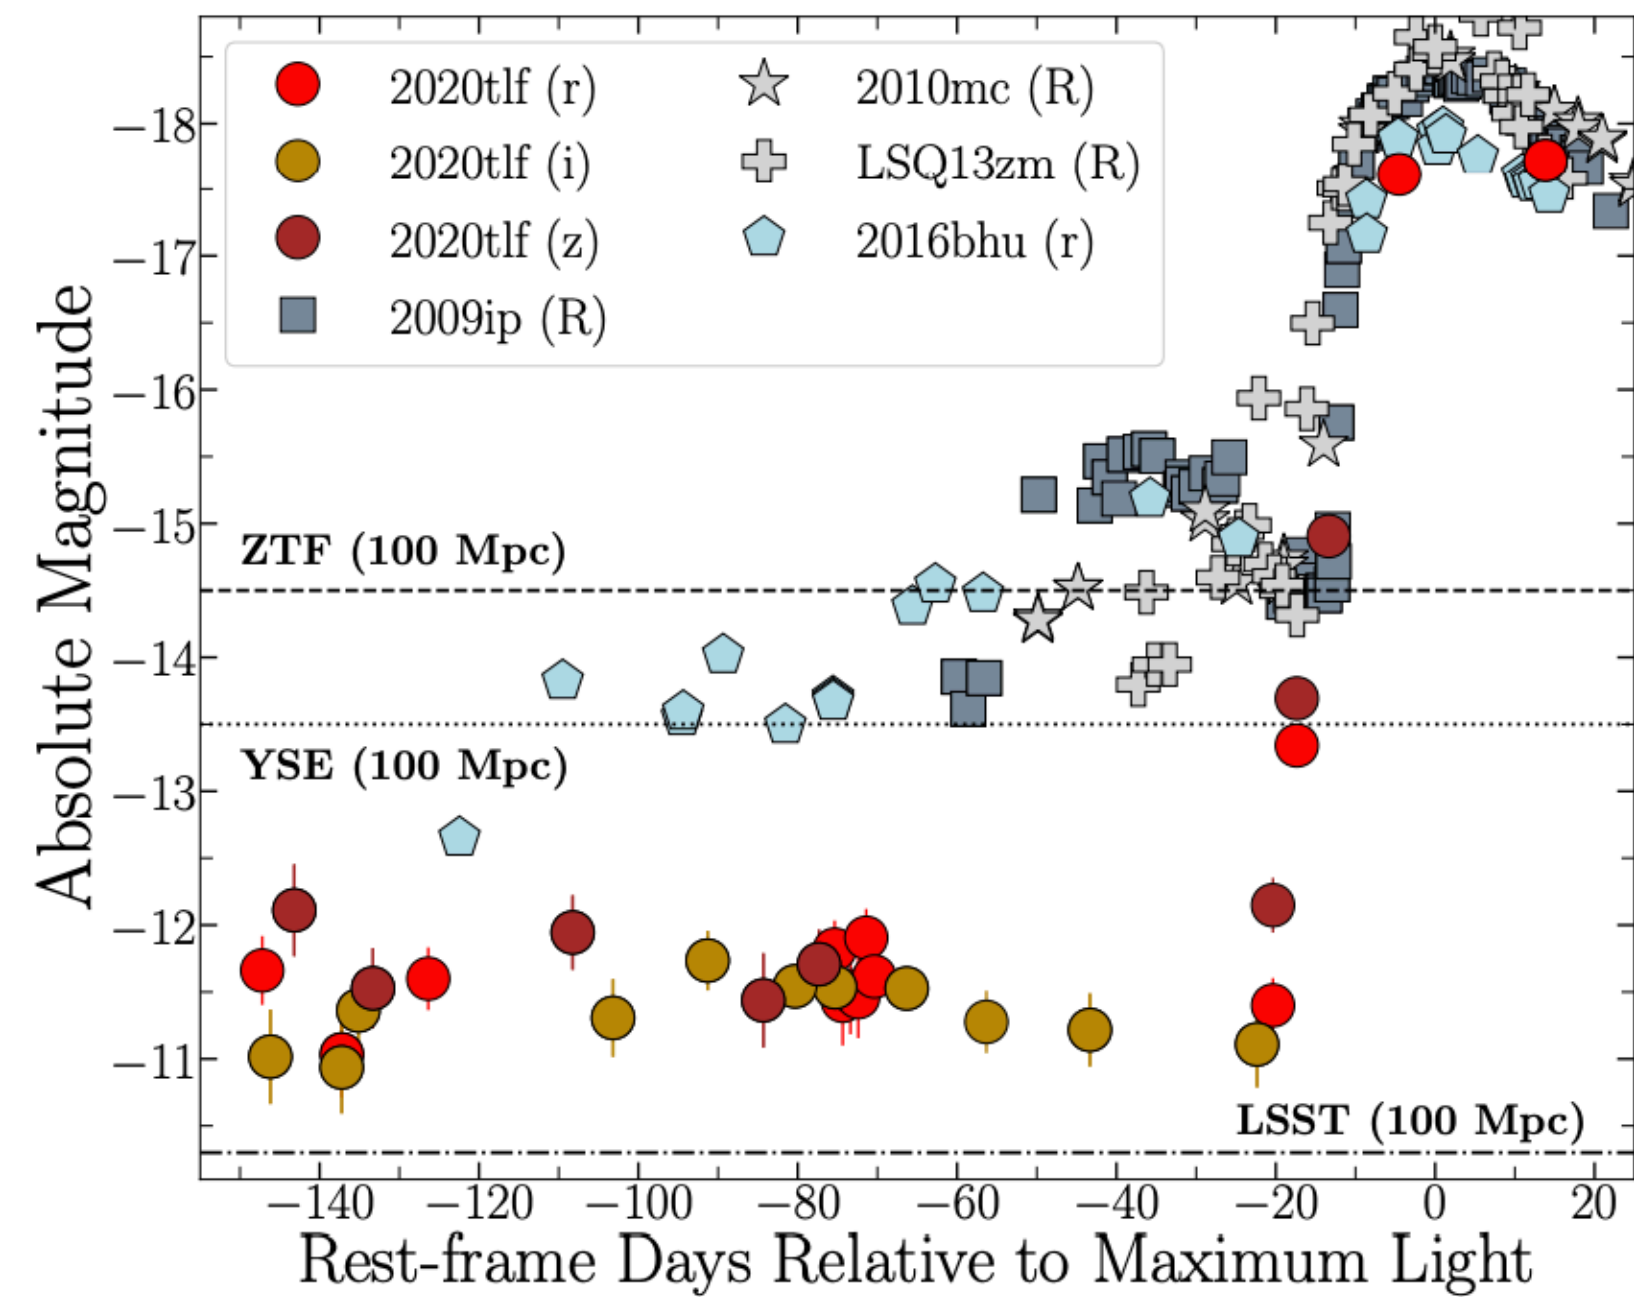 2020tlf (r)
2020tlf (i)
2020tlf (z)
2009ip (R)
2010mc (R)
LSQ13zm (R)
2016bhu (r)
Absolute Magnitude
−18
−17
−16
−15
−14
−13
−12
−11
ZTF (100 Mpc)
YSE (100 Mpc)
LSST (100 Mpc)
−140 −120 −100 −80 −60 −40 −20 0 20
Rest-frame Days Relative to Maximum Light